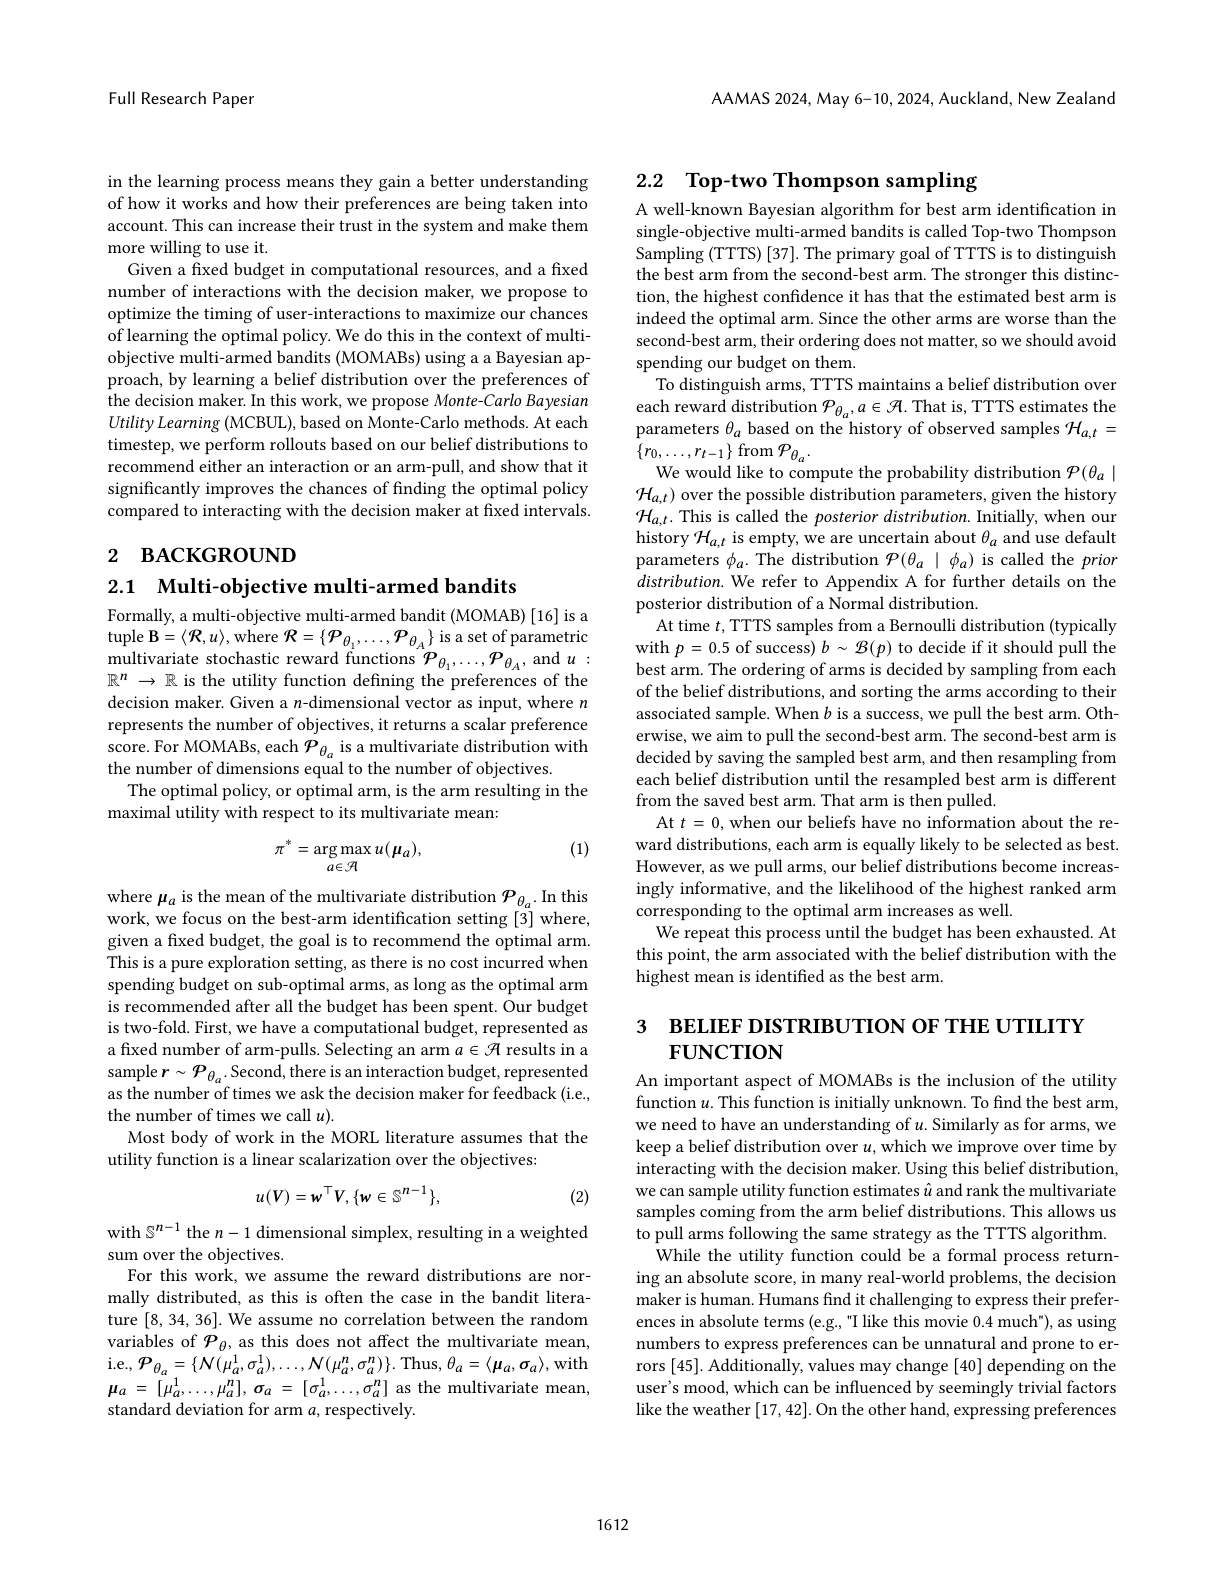 Full Research Paper
AAMAS 2024, May 6–10, 2024, Auckland, New Zealand
in the learning process means they gain a better understanding
of how it works and how their preferences are being taken into
account. This can increase their trust in the system and make them
more willing to use it.
Given a fixed budget in computational resources, and a fixed
number of interactions with the decision maker, we propose to
optimize the timing of user-interactions to maximize our chances
of learning the optimal policy. We do this in the context of multi-
objective multi-armed bandits (MOMABs) using a a Bayesian ap-
proach, by learning a belief distribution over the preferences of
the decision maker. In this work, we propose Monte-Carlo Bayesian
Utility Learning (MCBUL), based on Monte-Carlo methods. At each
timestep, we perform rollouts based on our belief distributions to
recommend either an interaction or an arm-pull, and show that it
significantly improves the chances of finding the optimal policy
compared to interacting with the decision maker at fixed intervals.
2 BACKGROUND
2.1 Multi-objective multi-armed bandits
Formally, a multi-objective multi-armed bandit (MOMAB) [16] is a
tuple B = ⟨𝓡, u⟩, where 𝓡 = {𝓟_θ₁, . . . , 𝓟_θ_A} is a set of parametric
multivariate stochastic reward functions 𝓟_θ₁, . . . , 𝓟_θ_A, and u :
ℝⁿ → ℝ is the utility function defining the preferences of the
decision maker. Given a n-dimensional vector as input, where n
represents the number of objectives, it returns a scalar preference
score. For MOMABs, each 𝓟_θ_a is a multivariate distribution with
the number of dimensions equal to the number of objectives.
The optimal policy, or optimal arm, is the arm resulting in the
maximal utility with respect to its multivariate mean:
π* = arg max u(μ_a), (1)
a∈𝒜
where μ_a is the mean of the multivariate distribution 𝓟_θ_a. In this
work, we focus on the best-arm identification setting [3] where,
given a fixed budget, the goal is to recommend the optimal arm.
This is a pure exploration setting, as there is no cost incurred when
spending budget on sub-optimal arms, as long as the optimal arm
is recommended after all the budget has been spent. Our budget
is two-fold. First, we have a computational budget, represented as
a fixed number of arm-pulls. Selecting an arm a ∈ 𝒜 results in a
sample r ∼ 𝓟_θ_a. Second, there is an interaction budget, represented
as the number of times we ask the decision maker for feedback (i.e.,
the number of times we call u).
Most body of work in the MORL literature assumes that the
utility function is a linear scalarization over the objectives:
u(V) = w⊤V, {w ∈ 𝕊ⁿ⁻¹}, (2)
with 𝕊ⁿ⁻¹ the n − 1 dimensional simplex, resulting in a weighted
sum over the objectives.
For this work, we assume the reward distributions are nor-
mally distributed, as this is often the case in the bandit litera-
ture [8, 34, 36]. We assume no correlation between the random
variables of 𝓟_θ, as this does not affect the multivariate mean,
i.e., 𝓟_θ_a = {𝒩(μ_a¹, σ_a¹), . . . , 𝒩(μ_aⁿ, σ_aⁿ)}. Thus, θ_a = ⟨μ_a, σ_a⟩, with
μ_a = [μ_a¹, . . . , μ_aⁿ], σ_a = [σ_a¹, . . . , σ_aⁿ] as the multivariate mean,
standard deviation for arm a, respectively.
2.2 Top-two Thompson sampling
A well-known Bayesian algorithm for best arm identification in
single-objective multi-armed bandits is called Top-two Thompson
Sampling (TTTS) [37]. The primary goal of TTTS is to distinguish
the best arm from the second-best arm. The stronger this distinc-
tion, the highest confidence it has that the estimated best arm is
indeed the optimal arm. Since the other arms are worse than the
second-best arm, their ordering does not matter, so we should avoid
spending our budget on them.
To distinguish arms, TTTS maintains a belief distribution over
each reward distribution 𝒫_θ_a, a ∈ 𝒜. That is, TTTS estimates the
parameters θ_a based on the history of observed samples ℋ_a,t =
{r₀, . . . , r_t−1} from 𝒫_θ_a.
We would like to compute the probability distribution 𝒫(θ_a |
ℋ_a,t) over the possible distribution parameters, given the history
ℋ_a,t. This is called the posterior distribution. Initially, when our
history ℋ_a,t is empty, we are uncertain about θ_a and use default
parameters ϕ_a. The distribution 𝒫(θ_a | ϕ_a) is called the prior
distribution. We refer to Appendix A for further details on the
posterior distribution of a Normal distribution.
At time t, TTTS samples from a Bernoulli distribution (typically
with p = 0.5 of success) b ∼ ℬ(p) to decide if it should pull the
best arm. The ordering of arms is decided by sampling from each
of the belief distributions, and sorting the arms according to their
associated sample. When b is a success, we pull the best arm. Oth-
erwise, we aim to pull the second-best arm. The second-best arm is
decided by saving the sampled best arm, and then resampling from
each belief distribution until the resampled best arm is different
from the saved best arm. That arm is then pulled.
At t = 0, when our beliefs have no information about the re-
ward distributions, each arm is equally likely to be selected as best.
However, as we pull arms, our belief distributions become increas-
ingly informative, and the likelihood of the highest ranked arm
corresponding to the optimal arm increases as well.
We repeat this process until the budget has been exhausted. At
this point, the arm associated with the belief distribution with the
highest mean is identified as the best arm.
3 BELIEF DISTRIBUTION OF THE UTILITY
FUNCTION
An important aspect of MOMABs is the inclusion of the utility
function u. This function is initially unknown. To find the best arm,
we need to have an understanding of u. Similarly as for arms, we
keep a belief distribution over u, which we improve over time by
interacting with the decision maker. Using this belief distribution,
we can sample utility function estimates û and rank the multivariate
samples coming from the arm belief distributions. This allows us
to pull arms following the same strategy as the TTTS algorithm.
While the utility function could be a formal process return-
ing an absolute score, in many real-world problems, the decision
maker is human. Humans find it challenging to express their prefer-
ences in absolute terms (e.g., "I like this movie 0.4 much"), as using
numbers to express preferences can be unnatural and prone to er-
rors [45]. Additionally, values may change [40] depending on the
user's mood, which can be influenced by seemingly trivial factors
like the weather [17, 42]. On the other hand, expressing preferences
1612